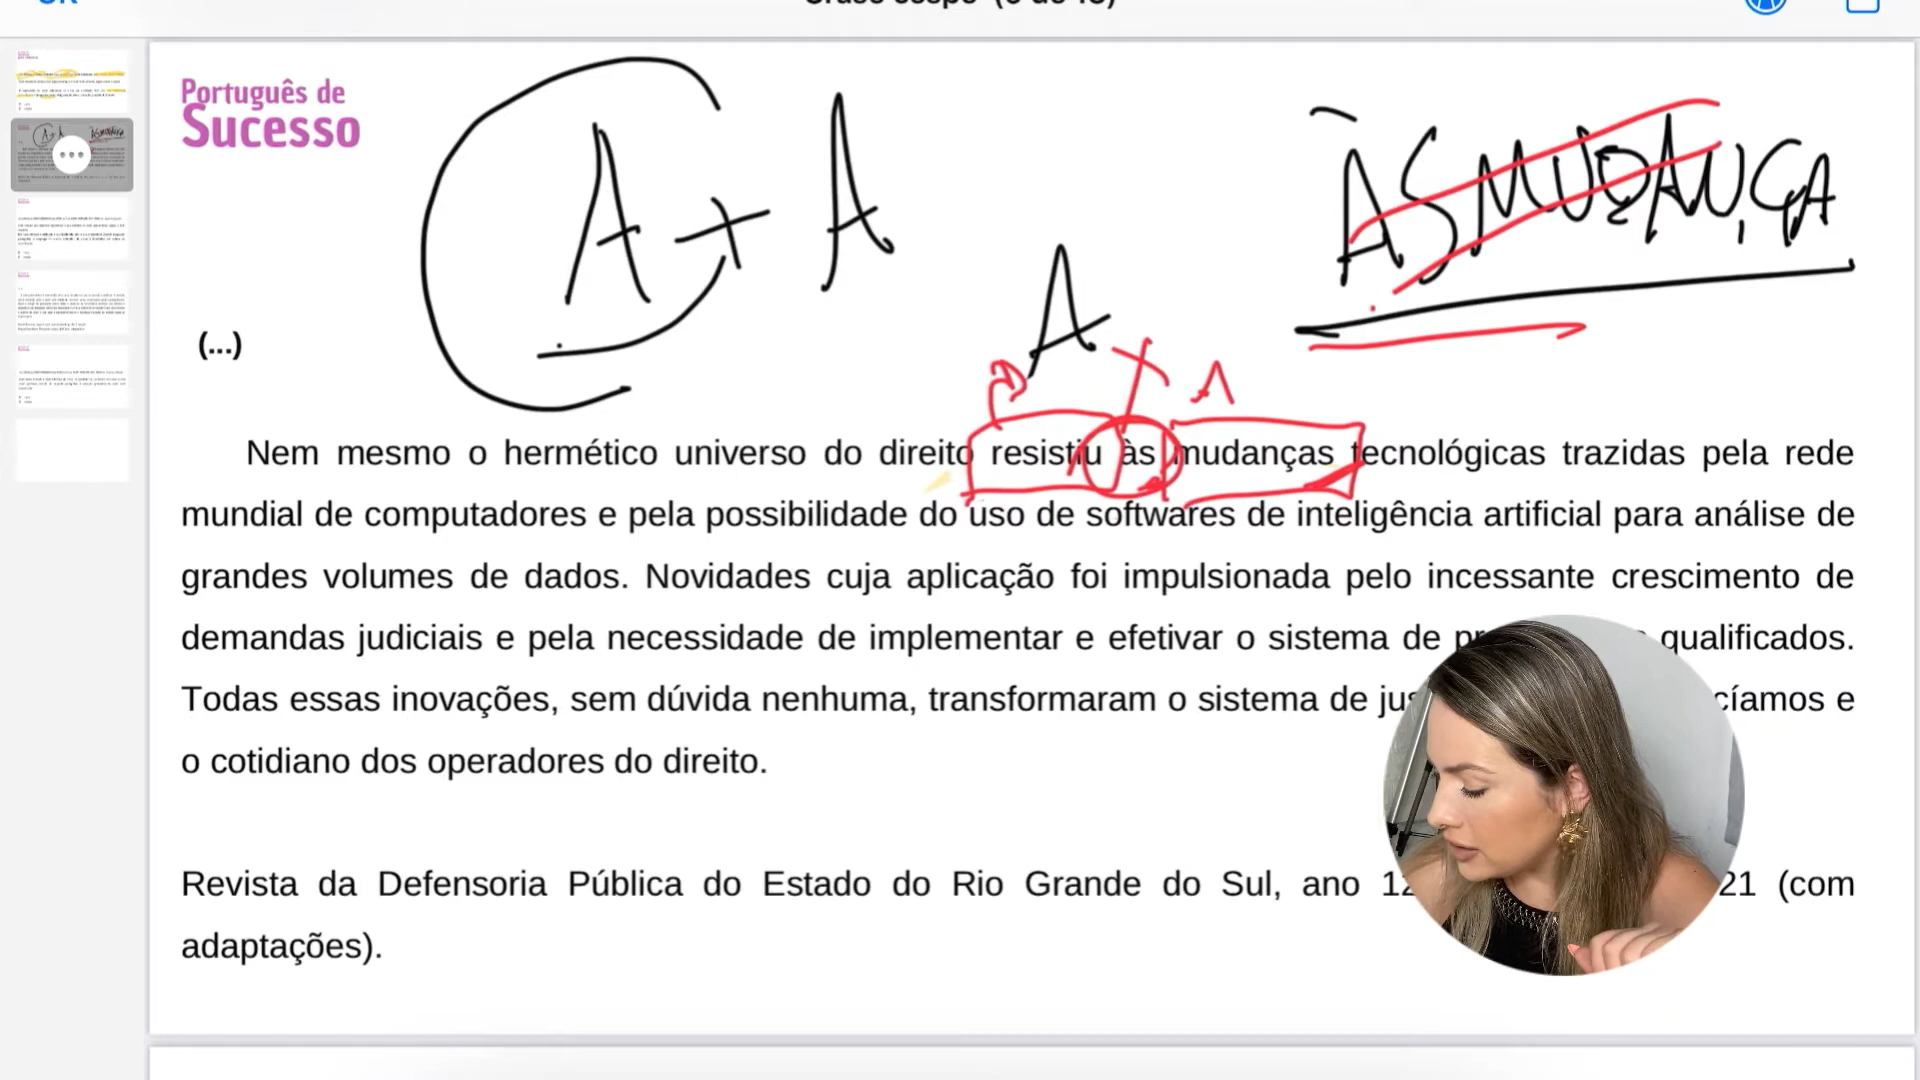 Português de
Sucesso
A + A
ÀS MUDANÇA
A
A
(...)
Nem mesmo o hermético universo do direito resistiu às mudanças tecnológicas trazidas pela rede
mundial de computadores e pela possibilidade do uso de softwares de inteligência artificial para análise de
grandes volumes de dados. Novidades cuja aplicação foi impulsionada pelo incessante crescimento de
demandas judiciais e pela necessidade de implementar e efetivar o sistema de qualificados.
Todas essas inovações, sem dúvida nenhuma, transformaram o sistema de e
o cotidiano dos operadores do direito.
Revista da Defensoria Pública do Estado do Rio Grande do Sul, ano 12 21 (com
adaptações).